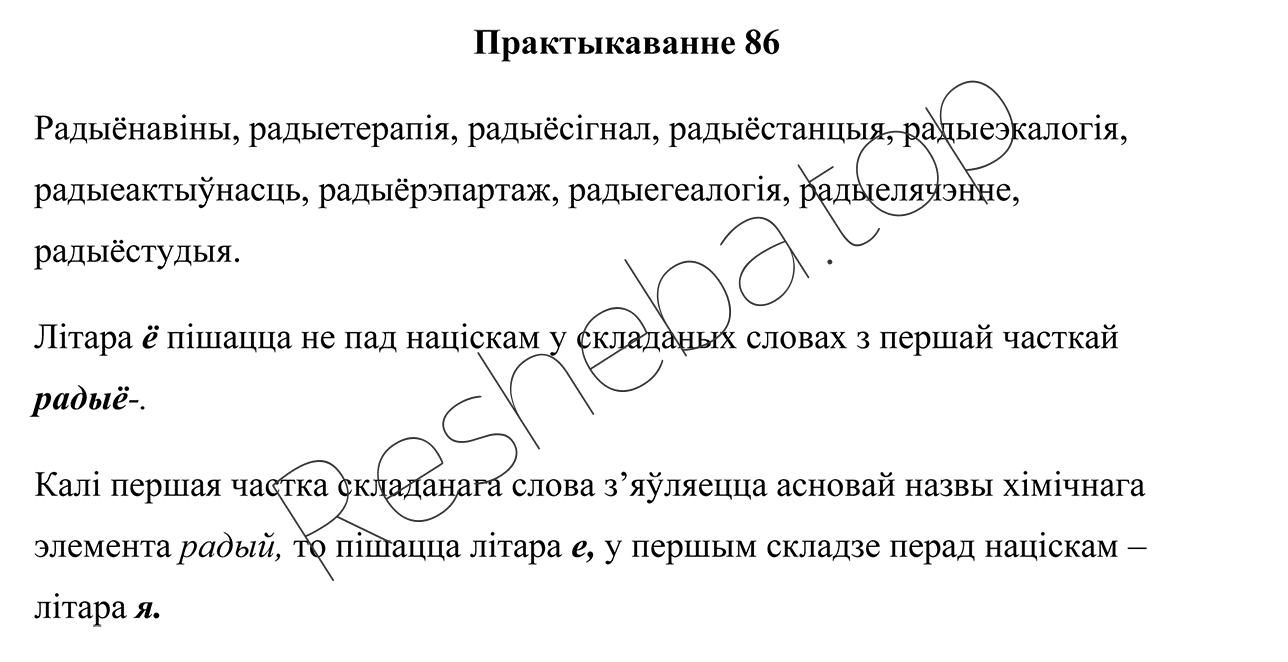 Практыкаванне 86
Радыёнавіны, радыетерапія, радыёсігнал, радыёстанцыя, радыеэкалогія,
радыеактыўнасць, радыёрэпартаж, радыегеалогія, радыелячэнне,
радыёстудыя.
Літара ё пішацца не пад націскам у складаных словах з першай часткай
радыё-.
Калі першая частка складанага слова з’яўляецца асновай назвы хімічнага
элемента радый, то пішацца літара е, у першым складзе перад націскам –
літара я.
Resheba.top